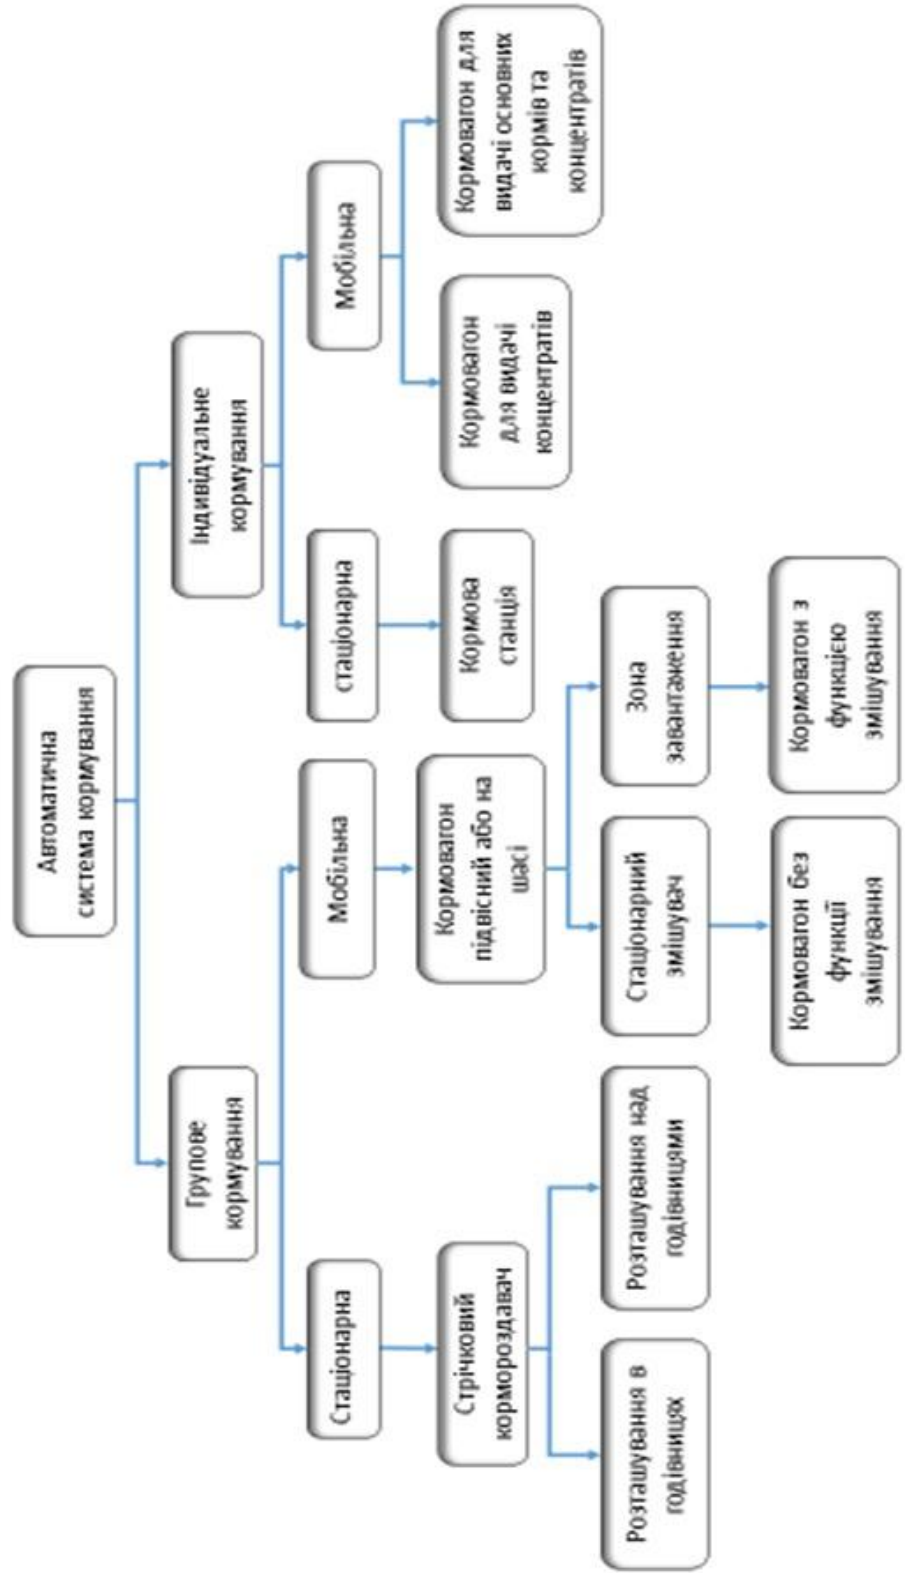 Автоматична
система кормування
Групове
кормування
Індивідуальне
кормування
Стаціонарна
Мобільна
стаціонарна
Мобільна
Стрічковий
кормороздавач
Кормовагон
підвісний або на
шасі
Кормова
станція
Кормовагон
для видачі
концентратів
Кормовагон для
видачі основних
кормів та
концентратів
Розташування в
годівницях
Розташування над
годівницями
Стаціонарний
змішувач
Зона
завантаження
Кормовагон без
функції
змішування
Кормовагон з
функцією
змішування